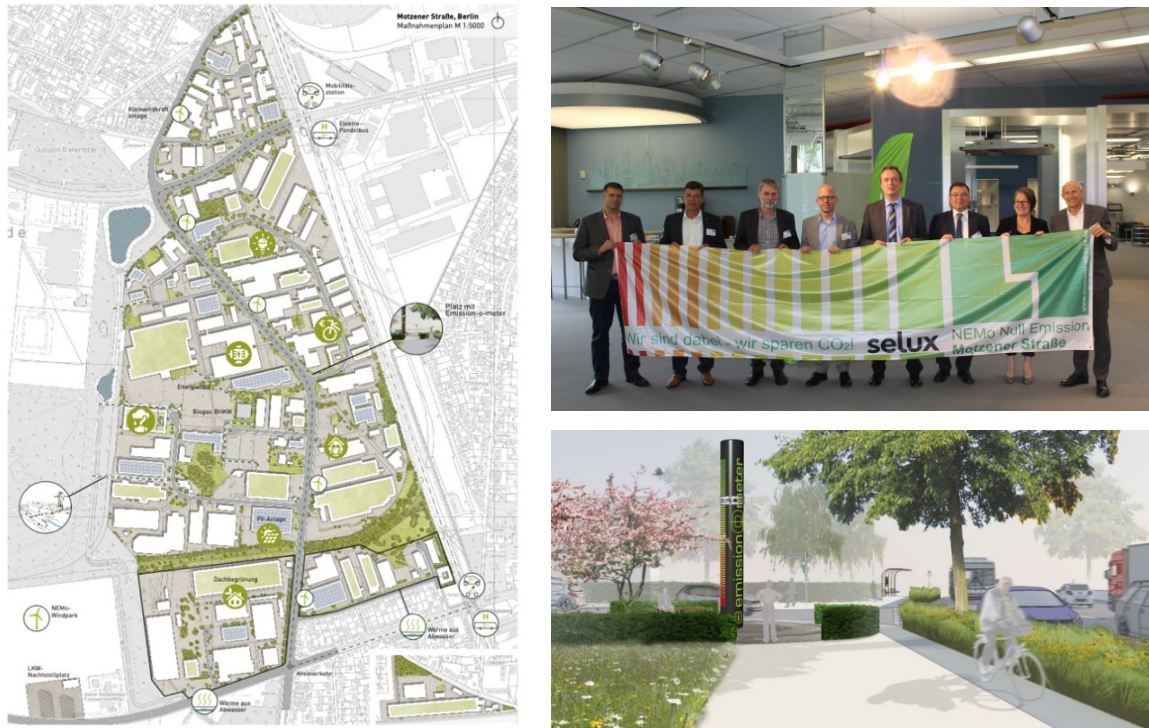 Motzener Straße, Berlin
Maßnahmenplan M 1:5000
Mobilitäts-
station
Kleinwindkraft
anlage
Elektro-
Pendelbus
H
Platz mit
Emission-o-meter
Biogas-BHKW
PV-Anlage
Dachbegrünung
NEMo-
Windpark
Wärme aus
Abwasser
H
LKW-
Nachtstellplatz
Kreisverkehr
Wärme aus
Abwasser
Wir sind dabei - wir sparen CO₂!
selux
NEMo Null Emission
Motzener Straße
emission(o)meter